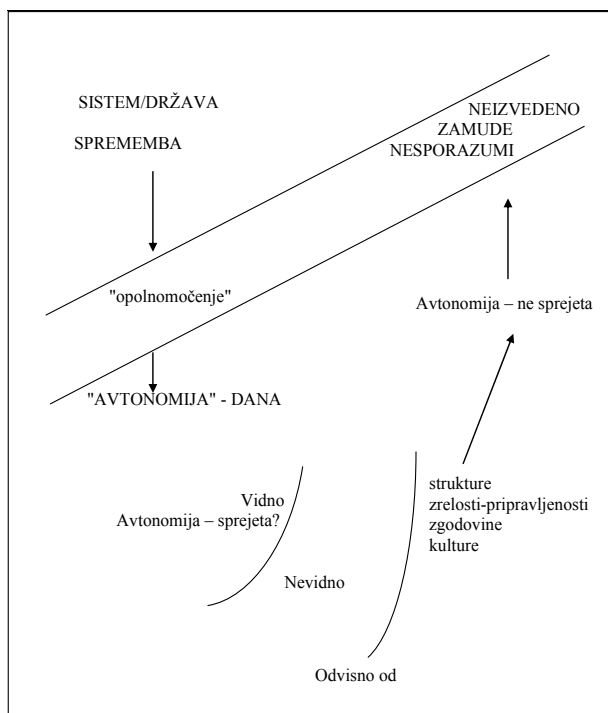 SISTEM/DRŽAVA
NEIZVEDENO
ZAMUDE
SPREMEMBA
NESPORAZUMI
"opolnomočenje"
Avtonomija – ne sprejeta
"AVTONOMIJA" - DANA
strukture
zrelosti-pripravljenosti
zgodovine
kulture
Vidno
Avtonomija – sprejeta?
Nevidno
Odvisno od